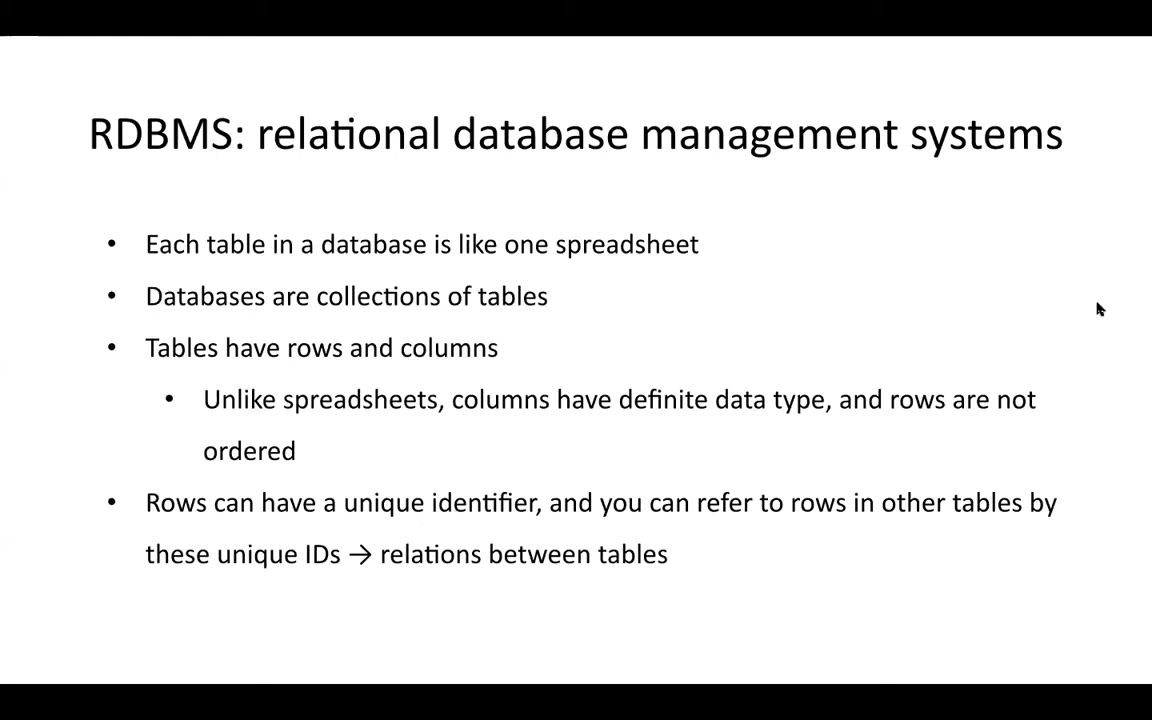 RDBMS: relational database management systems
• Each table in a database is like one spreadsheet
• Databases are collections of tables
• Tables have rows and columns
• Unlike spreadsheets, columns have definite data type, and rows are not
ordered
• Rows can have a unique identifier, and you can refer to rows in other tables by
these unique IDs → relations between tables